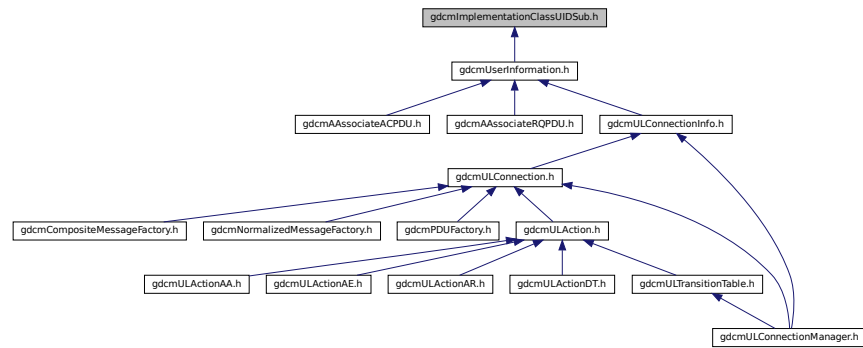 gdcmImplementationClassUIDSub.h
gdcmUserInformation.h
gdcmAAssociateACPDU.h
gdcmAAssociateRQPDU.h
gdcmULConnectionInfo.h
gdcmULConnection.h
gdcmCompositeMessageFactory.h
gdcmNormalizedMessageFactory.h
gdcmPDUFactory.h
gdcmULAction.h
gdcmULActionAA.h
gdcmULActionAE.h
gdcmULActionAR.h
gdcmULActionDT.h
gdcmULTransitionTable.h
gdcmULConnectionManager.h